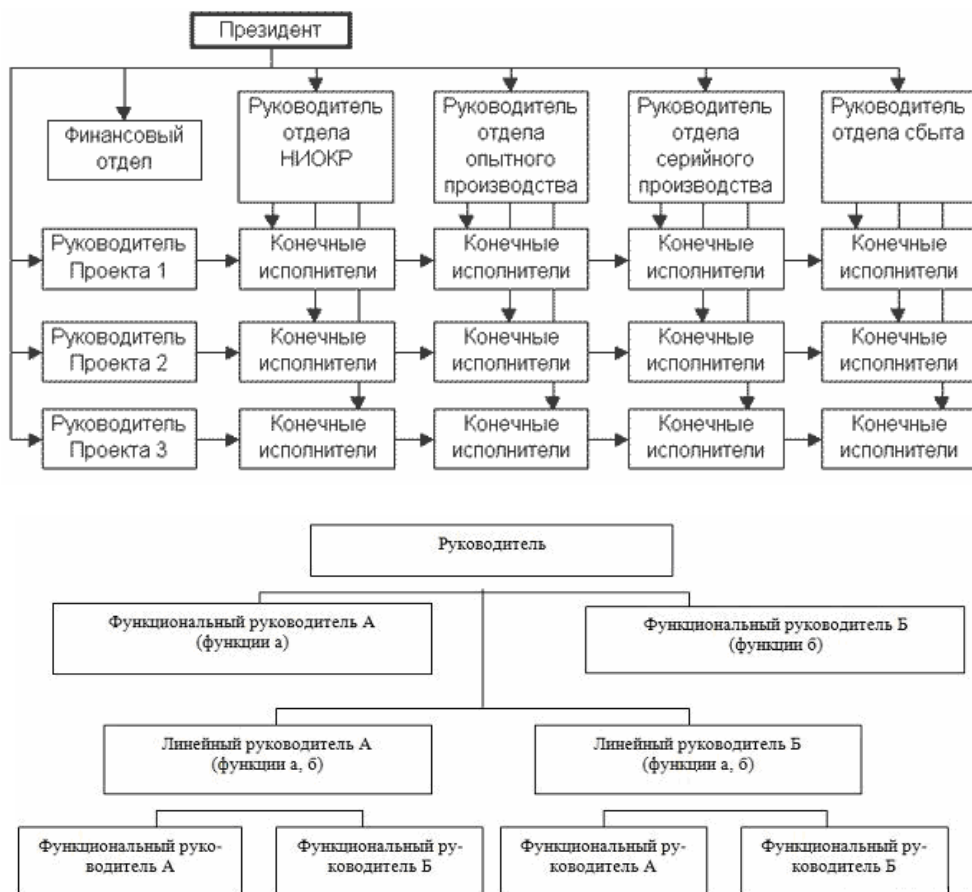 Президент
Финансовый
отдел
Руководитель
отдела
НИОКР
Руководитель
отдела
опытного
производства
Руководитель
отдела
серийного
производства
Руководитель
отдела сбыта
Руководитель
Проекта 1
Конечные
исполнители
Конечные
исполнители
Конечные
исполнители
Конечные
исполнители
Руководитель
Проекта 2
Конечные
исполнители
Конечные
исполнители
Конечные
исполнители
Конечные
исполнители
Руководитель
Проекта 3
Конечные
исполнители
Конечные
исполнители
Конечные
исполнители
Конечные
исполнители
Руководитель
Функциональный руководитель А
(функции а)
Функциональный руководитель Б
(функции б)
Линейный руководитель А
(функции а, б)
Линейный руководитель Б
(функции а, б)
Функциональный руко-
водитель А
Функциональный ру-
ководитель Б
Функциональный ру-
ководитель А
Функциональный ру-
ководитель Б